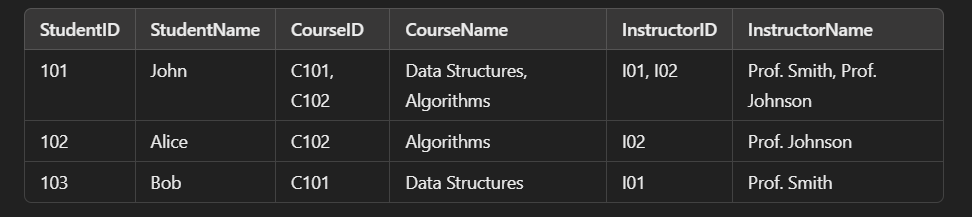 StudentID StudentName CourseID CourseName InstructorID InstructorName
101 John C101, Data Structures, I01, I02 Prof. Smith, Prof.
C102 Algorithms Johnson
102 Alice C102 Algorithms I02 Prof. Johnson
103 Bob C101 Data Structures I01 Prof. Smith